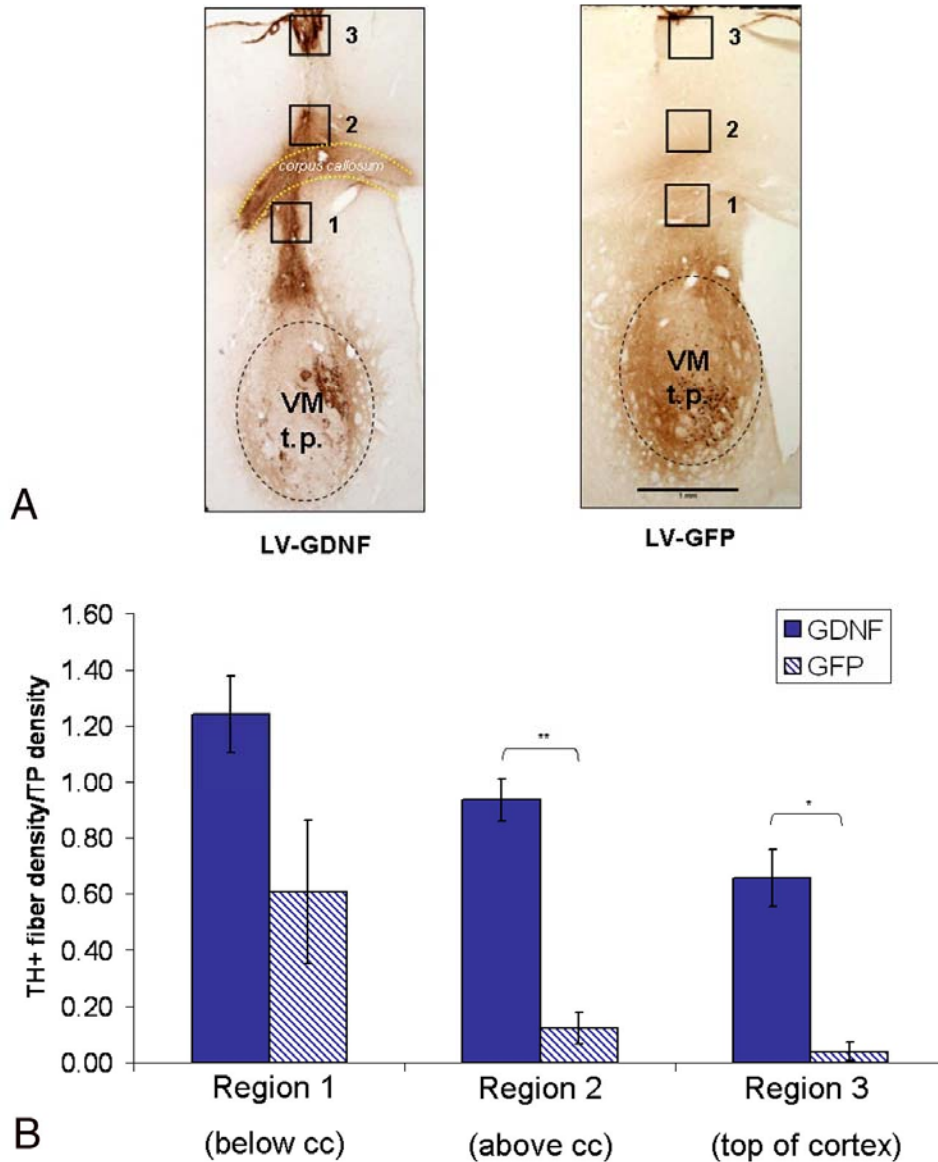 3
3
2
2
corpus callosum
1
1
VM
t.p.
VM
t.p.
1 mm
A
LV-GDNF
LV-GFP
TH+ fiber density/TP density
1.60
1.40
1.20
1.00
0.80
0.60
0.40
0.20
0.00
GDNF
GFP
**
*
Region 1
Region 2
Region 3
(below cc)
(above cc)
(top of cortex)
B